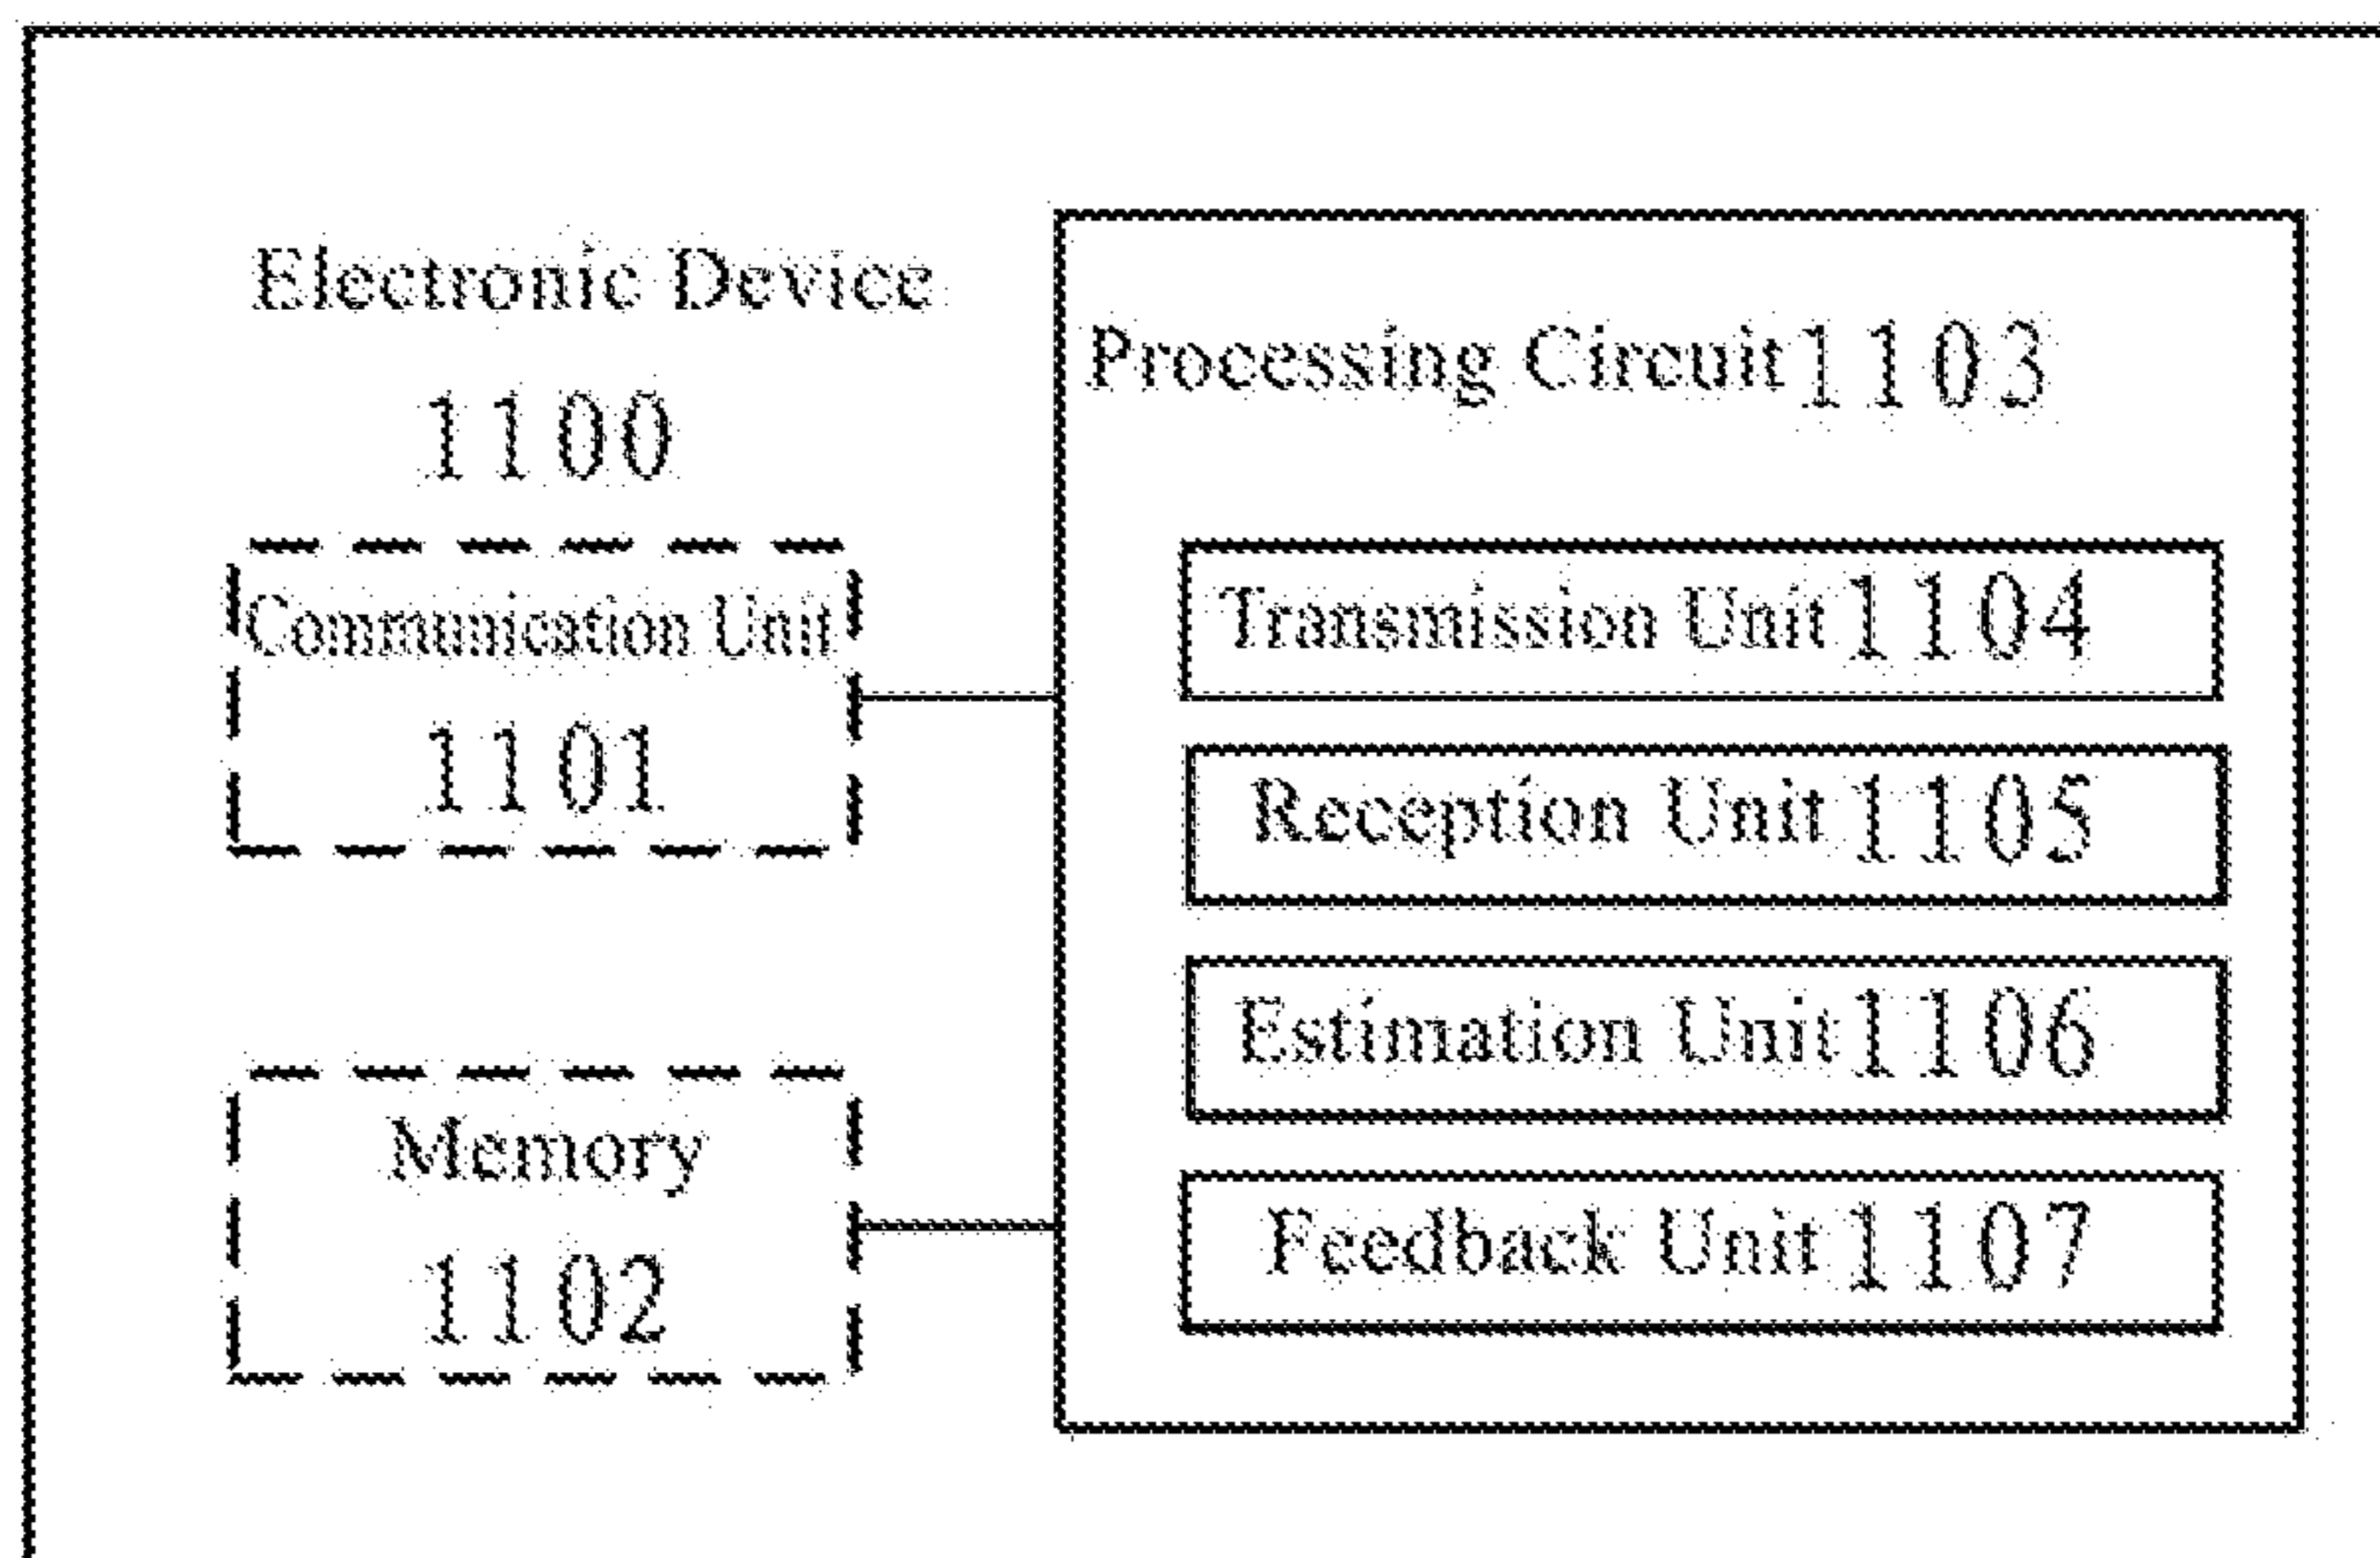 Electronic Device
1100
Communication Unit
1101
Memory
1102
Processing Circuit 1103
Transmission Unit 1104
Reception Unit 1105
Estimation Unit 1106
Feedback Unit 1107